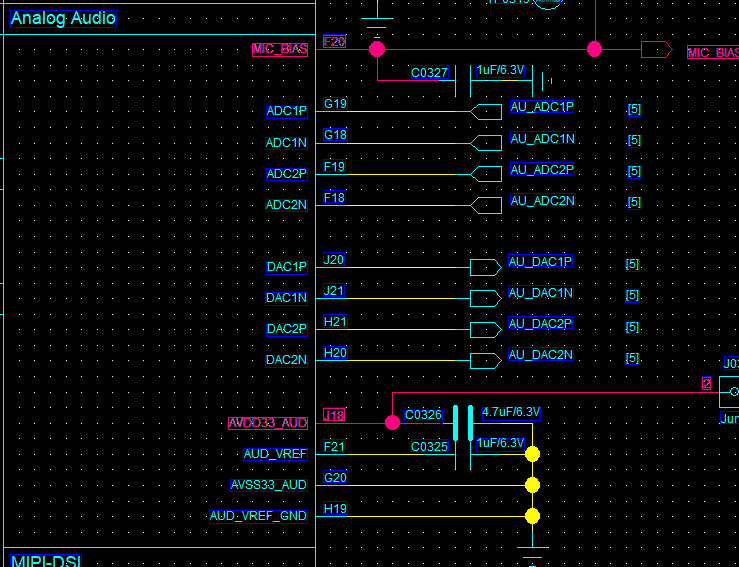 Analog Audio
MIC_BIAS F20 MIC_BIAS
C0327 1uF/6.3V
ADC1P G19 AU_ADC1P [5]
ADC1N G18 AU_ADC1N [5]
ADC2P F19 AU_ADC2P [5]
ADC2N F18 AU_ADC2N [5]
DAC1P J20 AU_DAC1P [5]
DAC1N J21 AU_DAC1N [5]
DAC2P H21 AU_DAC2P [5]
DAC2N H20 AU_DAC2N [5]
2
AVDD33_AUD J18 C0326 4.7uF/6.3V
AUD_VREF F21 C0325 1uF/6.3V
AVSS33_AUD G20
AUD_VREF_GND H19
MIPI-DSI